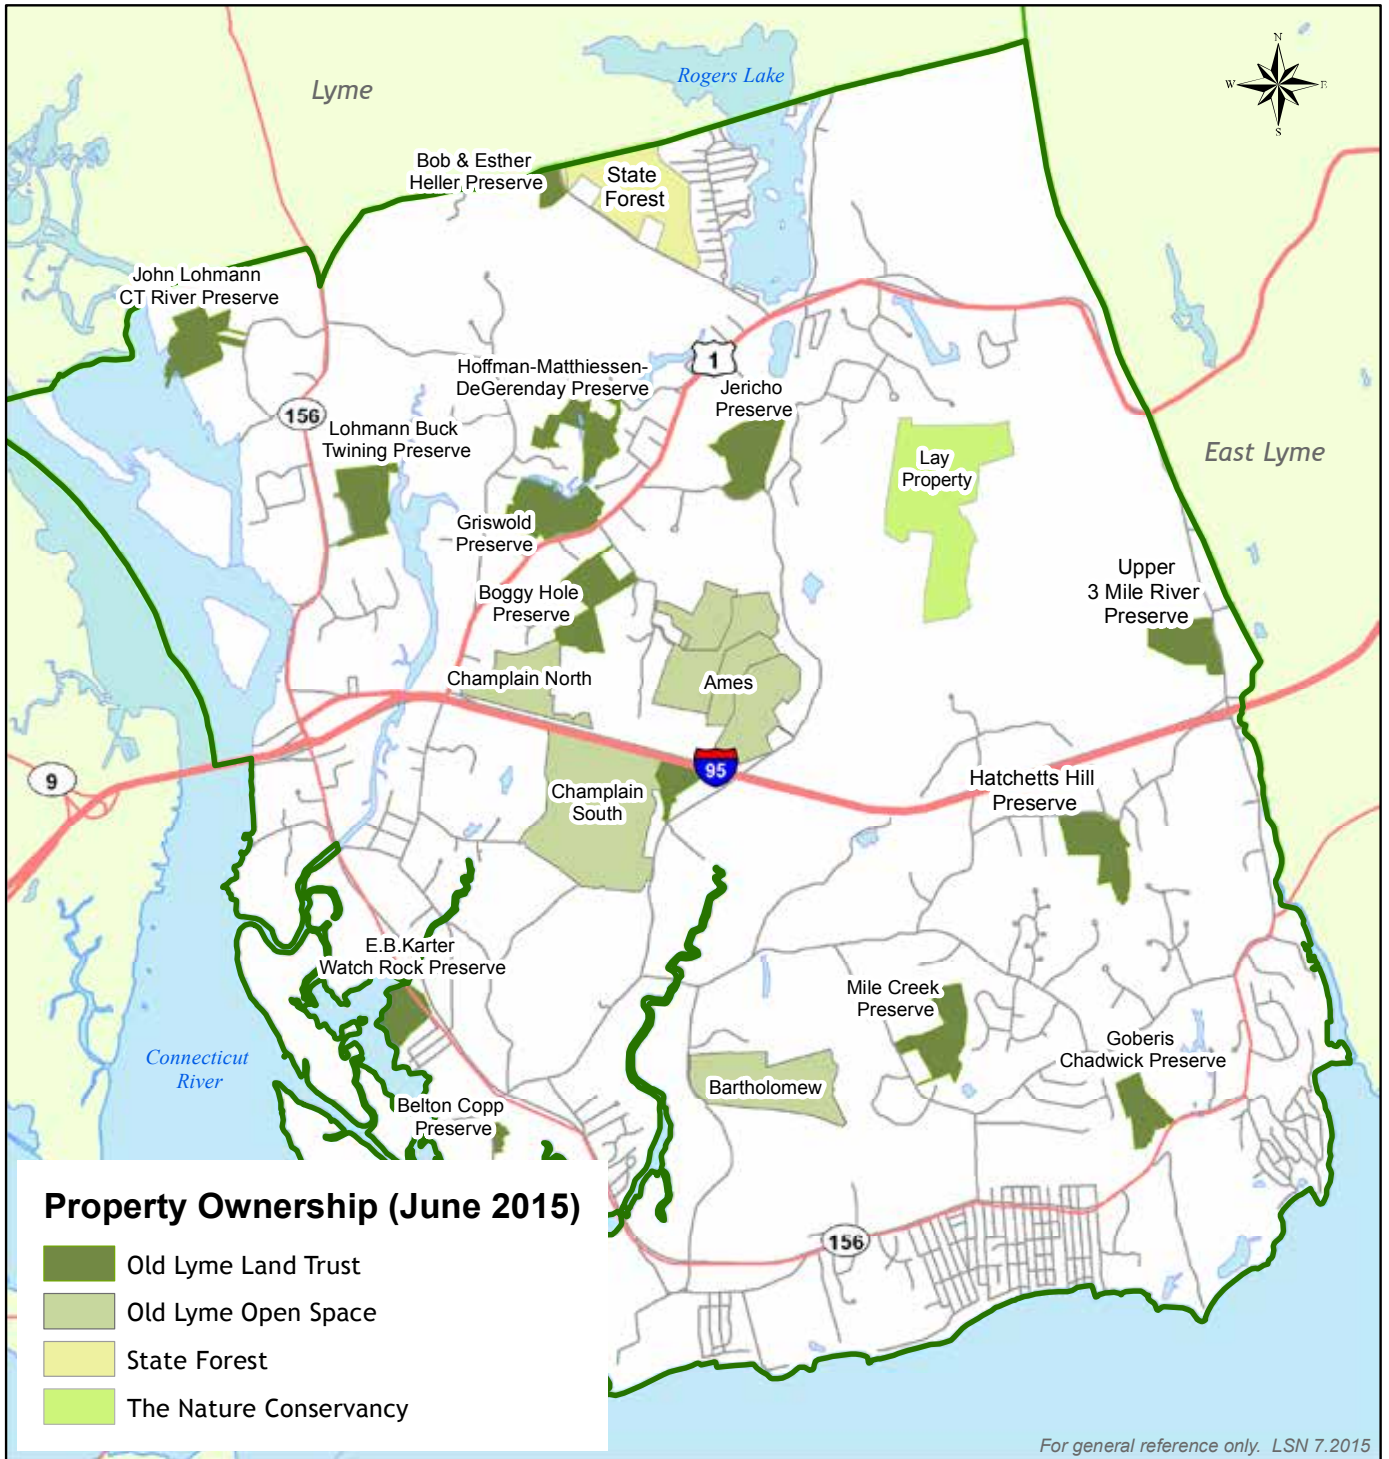 N
W
E
S
Lyme
Rogers Lake
Bob & Esther
Heller Preserve
State
Forest
John Lohmann
CT River Preserve
1
Hoffman-Matthiessen-
DeGerenday Preserve
Jericho
Preserve
156
Lohmann Buck
Twining Preserve
East Lyme
Lay
Property
Griswold
Preserve
Upper
3 Mile River
Preserve
Boggy Hole
Preserve
Champlain North
Ames
95
9
Champlain
South
Hatchetts Hill
Preserve
E.B.Karter
Watch Rock Preserve
Mile Creek
Preserve
Goberis
Chadwick Preserve
Connecticut
River
Bartholomew
Belton Copp
Preserve
156
Property Ownership (June 2015)
Old Lyme Land Trust
Old Lyme Open Space
State Forest
The Nature Conservancy
For general reference only. LSN 7.2015